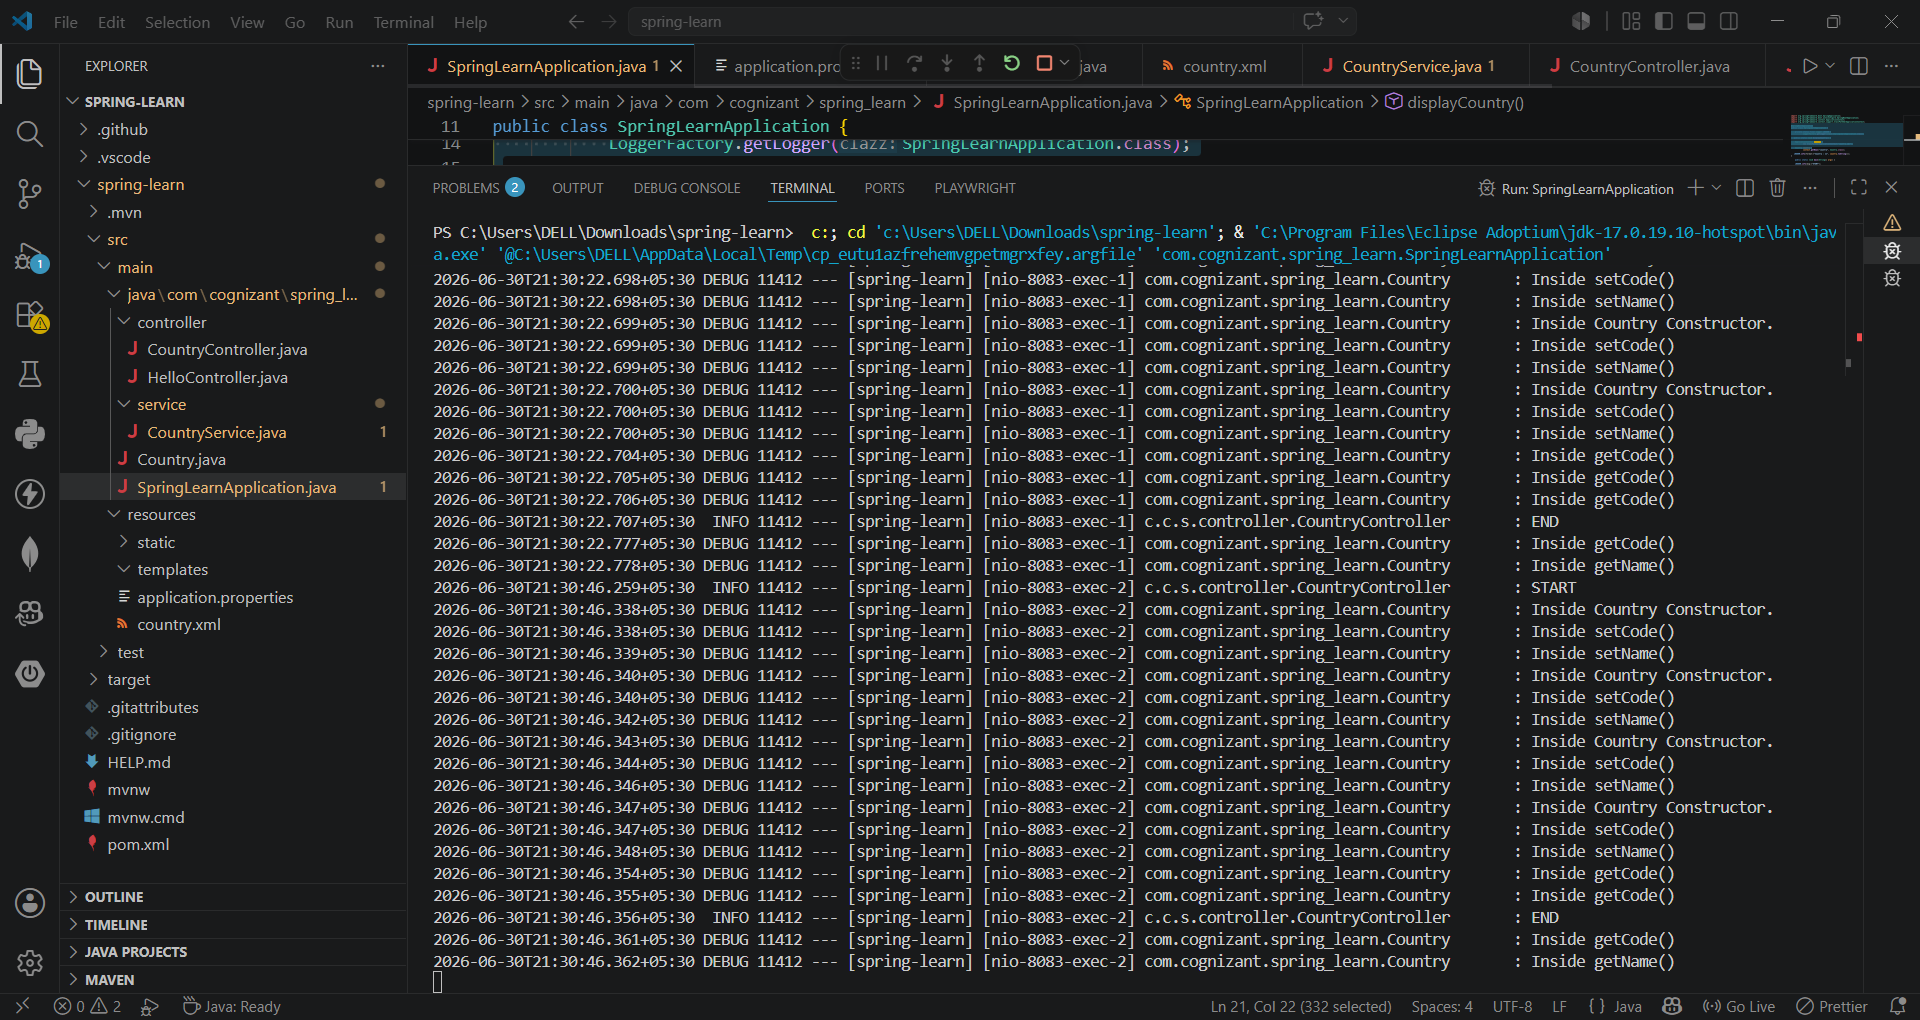 File Edit Selection View Go Run Terminal Help
spring-learn
EXPLORER
SPRING-LEARN
.github
.vscode
spring-learn
.mvn
src
main
java\com\cognizant\spring_l...
controller
CountryController.java
HelloController.java
service
CountryService.java 1
Country.java
SpringLearnApplication.java 1
resources
static
templates
application.properties
country.xml
test
target
.gitattributes
.gitignore
HELP.md
mvnw
mvnw.cmd
pom.xml
OUTLINE
TIMELINE
JAVA PROJECTS
MAVEN
SpringLearnApplication.java 1 application.pro java country.xml CountryService.java 1 CountryController.java
spring-learn > src > main > java > com > cognizant > spring_learn > SpringLearnApplication.java > SpringLearnApplication > displayCountry()
11 public class SpringLearnApplication {
14 LoggerFactory.getLogger(clazz: SpringLearnApplication.class);
PROBLEMS 2 OUTPUT DEBUG CONSOLE TERMINAL PORTS PLAYWRIGHT
Run: SpringLearnApplication
PS C:\Users\DELL\Downloads\spring-learn> c:; cd 'c:\Users\DELL\Downloads\spring-learn'; & 'C:\Program Files\Eclipse Adoptium\jdk-17.0.19.10-hotspot\bin\jav
a.exe' '@C:\Users\DELL\AppData\Local\Temp\cp_eutu1azfrehemvgpetmgrxfey.argfile' 'com.cognizant.spring_learn.SpringLearnApplication'
2026-06-30T21:30:22.698+05:30 DEBUG 11412 --- [spring-learn] [nio-8083-exec-1] com.cognizant.spring_learn.Country : Inside setCode()
2026-06-30T21:30:22.698+05:30 DEBUG 11412 --- [spring-learn] [nio-8083-exec-1] com.cognizant.spring_learn.Country : Inside setName()
2026-06-30T21:30:22.699+05:30 DEBUG 11412 --- [spring-learn] [nio-8083-exec-1] com.cognizant.spring_learn.Country : Inside Country Constructor.
2026-06-30T21:30:22.699+05:30 DEBUG 11412 --- [spring-learn] [nio-8083-exec-1] com.cognizant.spring_learn.Country : Inside setCode()
2026-06-30T21:30:22.699+05:30 DEBUG 11412 --- [spring-learn] [nio-8083-exec-1] com.cognizant.spring_learn.Country : Inside setName()
2026-06-30T21:30:22.700+05:30 DEBUG 11412 --- [spring-learn] [nio-8083-exec-1] com.cognizant.spring_learn.Country : Inside Country Constructor.
2026-06-30T21:30:22.700+05:30 DEBUG 11412 --- [spring-learn] [nio-8083-exec-1] com.cognizant.spring_learn.Country : Inside setCode()
2026-06-30T21:30:22.700+05:30 DEBUG 11412 --- [spring-learn] [nio-8083-exec-1] com.cognizant.spring_learn.Country : Inside setName()
2026-06-30T21:30:22.704+05:30 DEBUG 11412 --- [spring-learn] [nio-8083-exec-1] com.cognizant.spring_learn.Country : Inside getCode()
2026-06-30T21:30:22.705+05:30 DEBUG 11412 --- [spring-learn] [nio-8083-exec-1] com.cognizant.spring_learn.Country : Inside getCode()
2026-06-30T21:30:22.706+05:30 DEBUG 11412 --- [spring-learn] [nio-8083-exec-1] com.cognizant.spring_learn.Country : Inside getCode()
2026-06-30T21:30:22.707+05:30 INFO 11412 --- [spring-learn] [nio-8083-exec-1] c.c.s.controller.CountryController : END
2026-06-30T21:30:22.777+05:30 DEBUG 11412 --- [spring-learn] [nio-8083-exec-1] com.cognizant.spring_learn.Country : Inside getCode()
2026-06-30T21:30:22.778+05:30 DEBUG 11412 --- [spring-learn] [nio-8083-exec-1] com.cognizant.spring_learn.Country : Inside getName()
2026-06-30T21:30:46.259+05:30 INFO 11412 --- [spring-learn] [nio-8083-exec-2] c.c.s.controller.CountryController : START
2026-06-30T21:30:46.338+05:30 DEBUG 11412 --- [spring-learn] [nio-8083-exec-2] com.cognizant.spring_learn.Country : Inside Country Constructor.
2026-06-30T21:30:46.338+05:30 DEBUG 11412 --- [spring-learn] [nio-8083-exec-2] com.cognizant.spring_learn.Country : Inside setCode()
2026-06-30T21:30:46.339+05:30 DEBUG 11412 --- [spring-learn] [nio-8083-exec-2] com.cognizant.spring_learn.Country : Inside setName()
2026-06-30T21:30:46.340+05:30 DEBUG 11412 --- [spring-learn] [nio-8083-exec-2] com.cognizant.spring_learn.Country : Inside Country Constructor.
2026-06-30T21:30:46.340+05:30 DEBUG 11412 --- [spring-learn] [nio-8083-exec-2] com.cognizant.spring_learn.Country : Inside setCode()
2026-06-30T21:30:46.342+05:30 DEBUG 11412 --- [spring-learn] [nio-8083-exec-2] com.cognizant.spring_learn.Country : Inside setName()
2026-06-30T21:30:46.343+05:30 DEBUG 11412 --- [spring-learn] [nio-8083-exec-2] com.cognizant.spring_learn.Country : Inside Country Constructor.
2026-06-30T21:30:46.344+05:30 DEBUG 11412 --- [spring-learn] [nio-8083-exec-2] com.cognizant.spring_learn.Country : Inside setCode()
2026-06-30T21:30:46.346+05:30 DEBUG 11412 --- [spring-learn] [nio-8083-exec-2] com.cognizant.spring_learn.Country : Inside setName()
2026-06-30T21:30:46.347+05:30 DEBUG 11412 --- [spring-learn] [nio-8083-exec-2] com.cognizant.spring_learn.Country : Inside Country Constructor.
2026-06-30T21:30:46.347+05:30 DEBUG 11412 --- [spring-learn] [nio-8083-exec-2] com.cognizant.spring_learn.Country : Inside setCode()
2026-06-30T21:30:46.348+05:30 DEBUG 11412 --- [spring-learn] [nio-8083-exec-2] com.cognizant.spring_learn.Country : Inside setName()
2026-06-30T21:30:46.354+05:30 DEBUG 11412 --- [spring-learn] [nio-8083-exec-2] com.cognizant.spring_learn.Country : Inside getCode()
2026-06-30T21:30:46.355+05:30 DEBUG 11412 --- [spring-learn] [nio-8083-exec-2] com.cognizant.spring_learn.Country : Inside getCode()
2026-06-30T21:30:46.356+05:30 INFO 11412 --- [spring-learn] [nio-8083-exec-2] c.c.s.controller.CountryController : END
2026-06-30T21:30:46.361+05:30 DEBUG 11412 --- [spring-learn] [nio-8083-exec-2] com.cognizant.spring_learn.Country : Inside getCode()
2026-06-30T21:30:46.362+05:30 DEBUG 11412 --- [spring-learn] [nio-8083-exec-2] com.cognizant.spring_learn.Country : Inside getName()
0 2 Java: Ready Ln 21, Col 22 (332 selected) Spaces: 4 UTF-8 LF { } Java Go Live Prettier